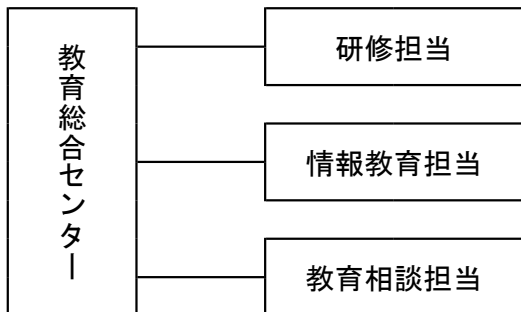 教育総合センター
研修担当
情報教育担当
教育相談担当